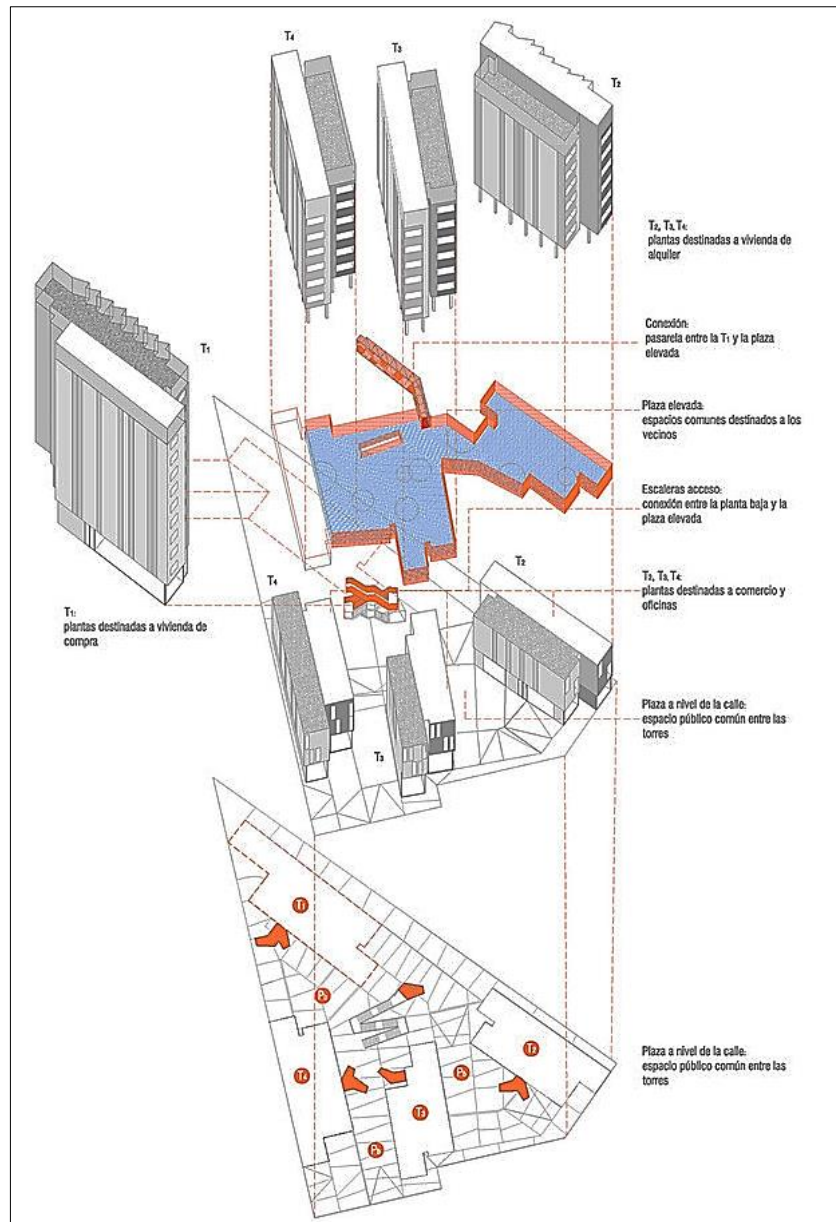 T4
T3
T2
T2, T3, T4:
plantas destinadas a vivienda de
alquiler
T1
Conexión:
pasarela entre la T1 y la plaza
elevada
Plaza elevada:
espacios comunes destinados a los
vecinos
Escaleras acceso:
conexión entre la planta baja y la
plaza elevada
T4
T2
T2, T3, T4:
plantas destinadas a comercio y
oficinas
T1:
plantas destinadas a vivienda de
compra
Plaza a nivel de la calle:
espacio público común entre las
torres
T3
T1
T2
Plaza a nivel de la calle:
espacio público común entre las
torres
T4
T3